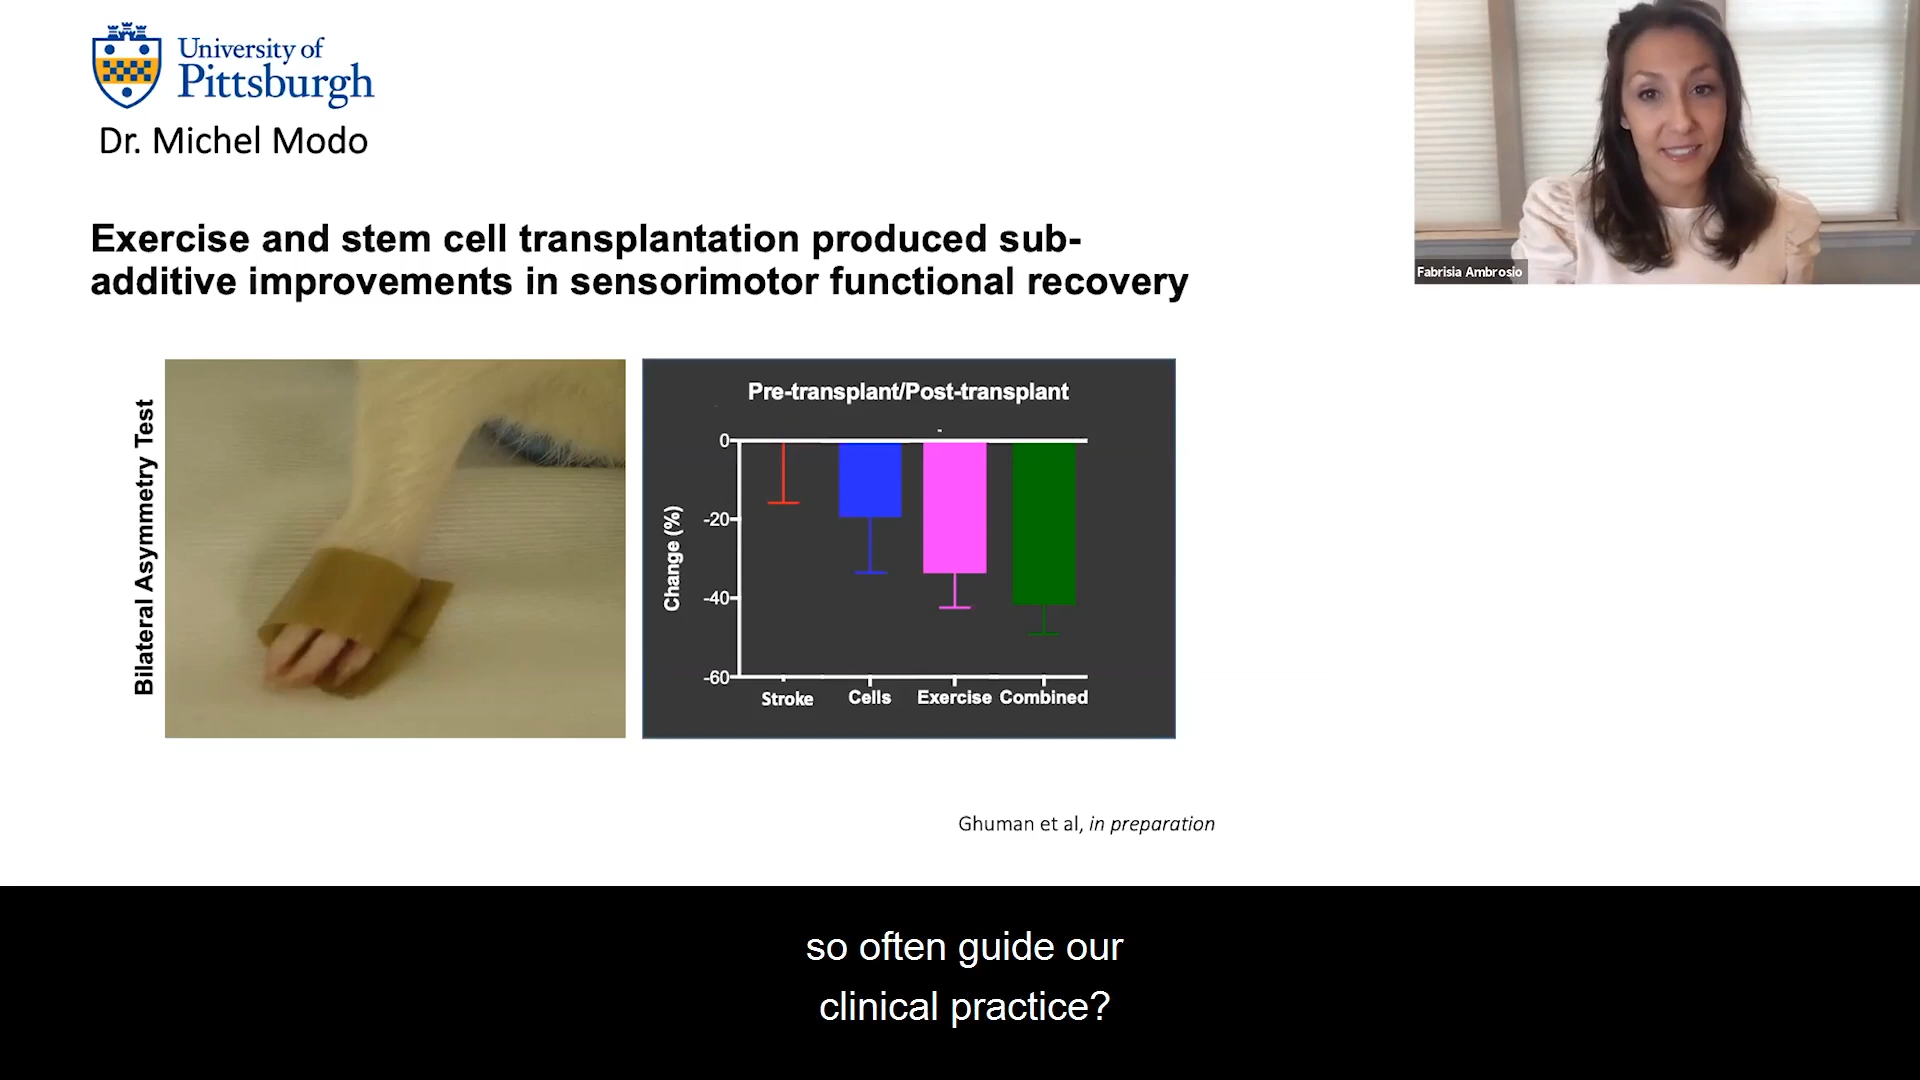 University of
Pittsburgh
Dr. Michel Modo
Exercise and stem cell transplantation produced sub-
additive improvements in sensorimotor functional recovery
Fabrisia Ambrosio
Bilateral Asymmetry Test
Pre-transplant/Post-transplant
Change (%)
0
-20
-40
-60
Stroke Cells Exercise Combined
Ghuman et al, in preparation
so often guide our
clinical practice?